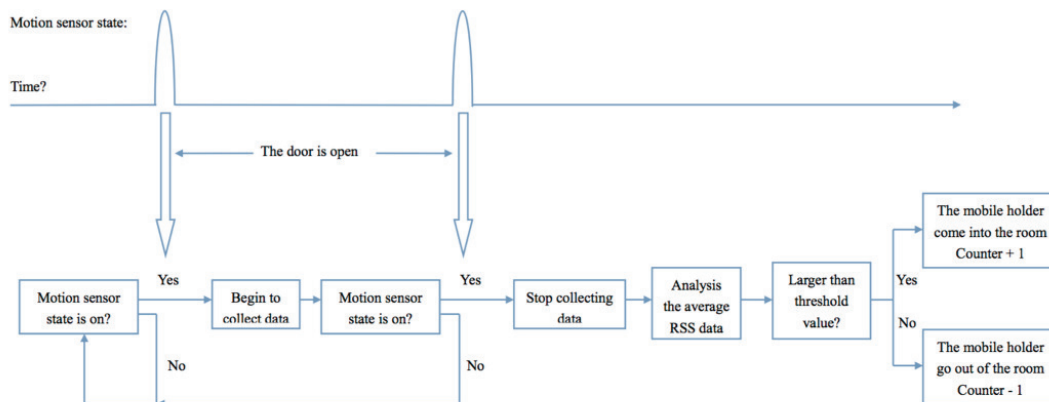 Motion sensor state:
Time?
The door is open
Yes
Yes
Motion sensor
state is on?
Begin to
collect data
Motion sensor
state is on?
Stop collecting
data
Analysis
the average
RSS data
Larger than
threshold
value?
Yes
No
The mobile holder
come into the room
Counter + 1
The mobile holder
go out of the room
Counter - 1
No
No